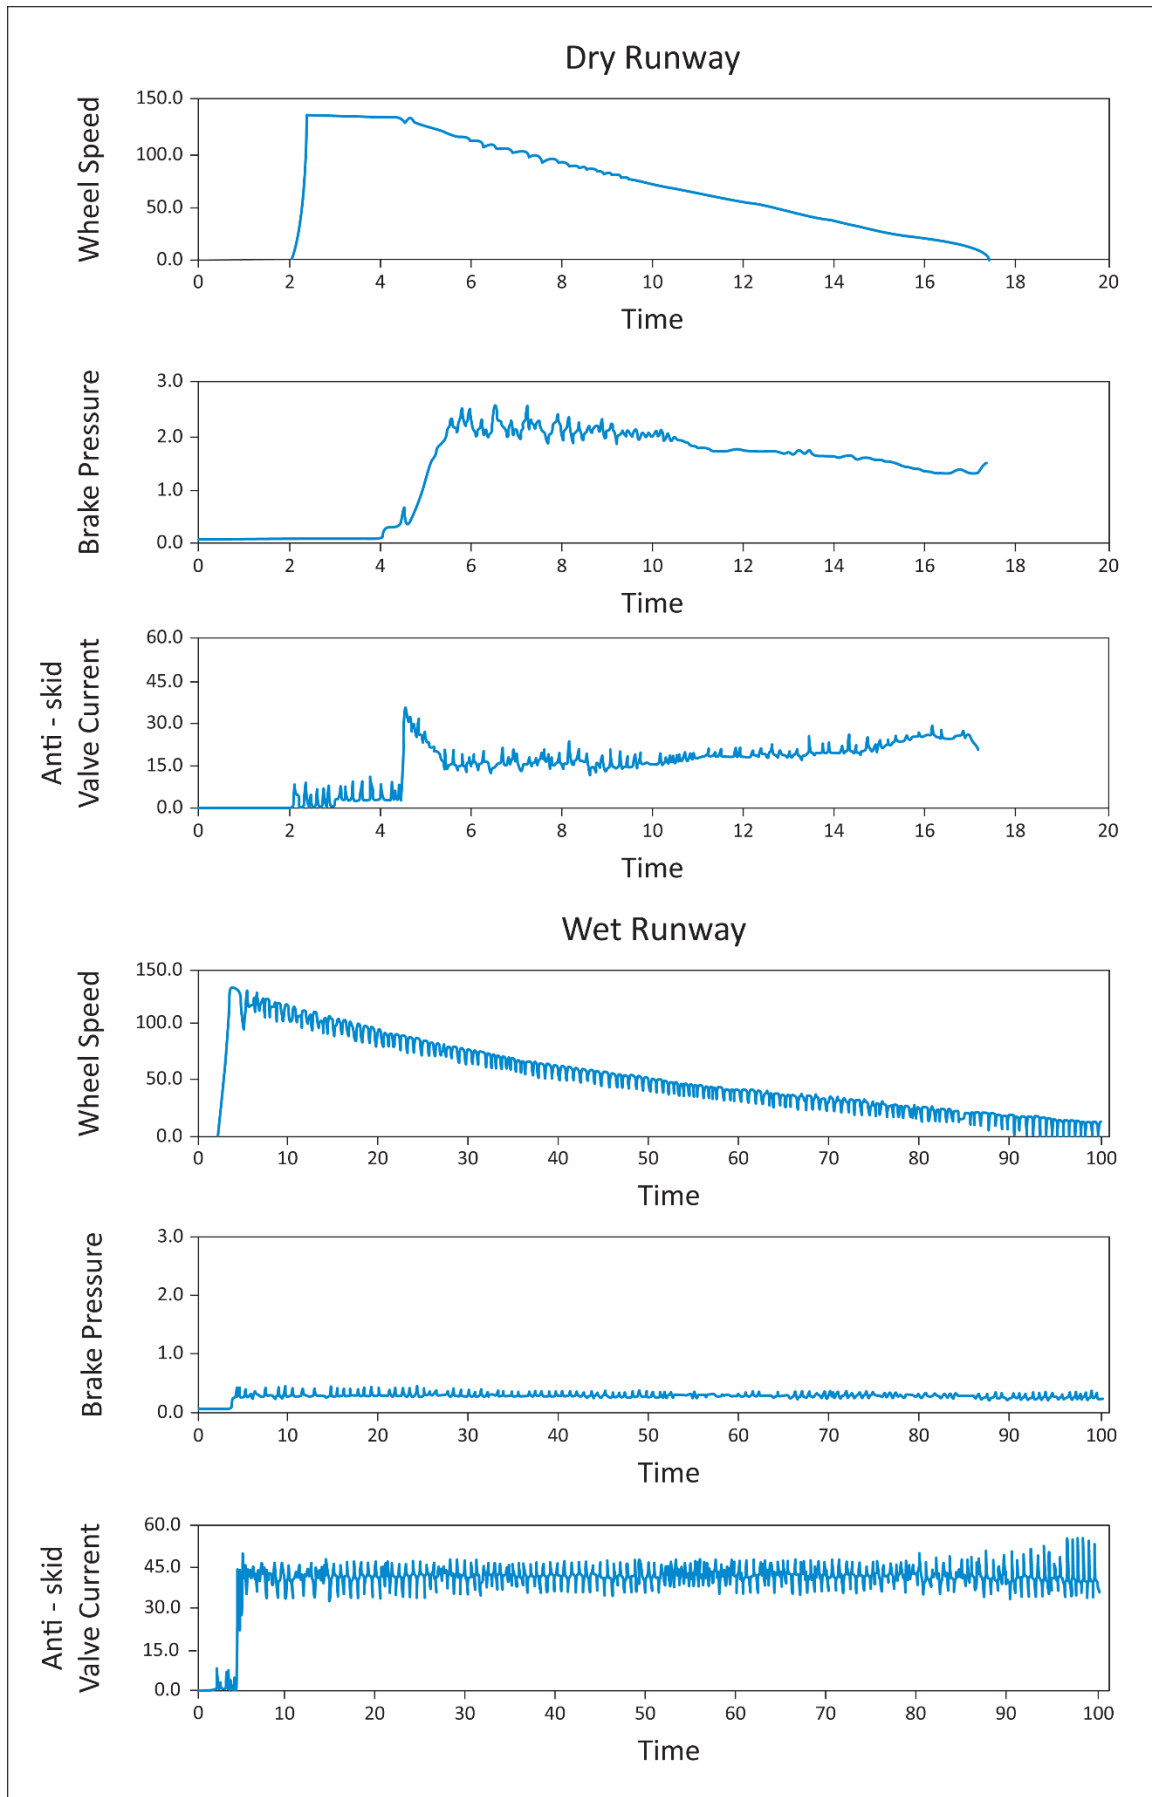 Dry Runway
Wheel Speed
150.0
100.0
50.0
0.0
0 2 4 6 8 10 12 14 16 18 20
Time
Brake Pressure
3.0
2.0
1.0
0.0
0 2 4 6 8 10 12 14 16 18 20
Time
Anti - skid
Valve Current
60.0
45.0
30.0
15.0
0.0
0 2 4 6 8 10 12 14 16 18 20
Time
Wet Runway
Wheel Speed
150.0
100.0
50.0
0.0
0 10 20 30 40 50 60 70 80 90 100
Time
Brake Pressure
3.0
2.0
1.0
0.0
0 10 20 30 40 50 60 70 80 90 100
Time
Anti - skid
Valve Current
60.0
45.0
30.0
15.0
0.0
0 10 20 30 40 50 60 70 80 90 100
Time